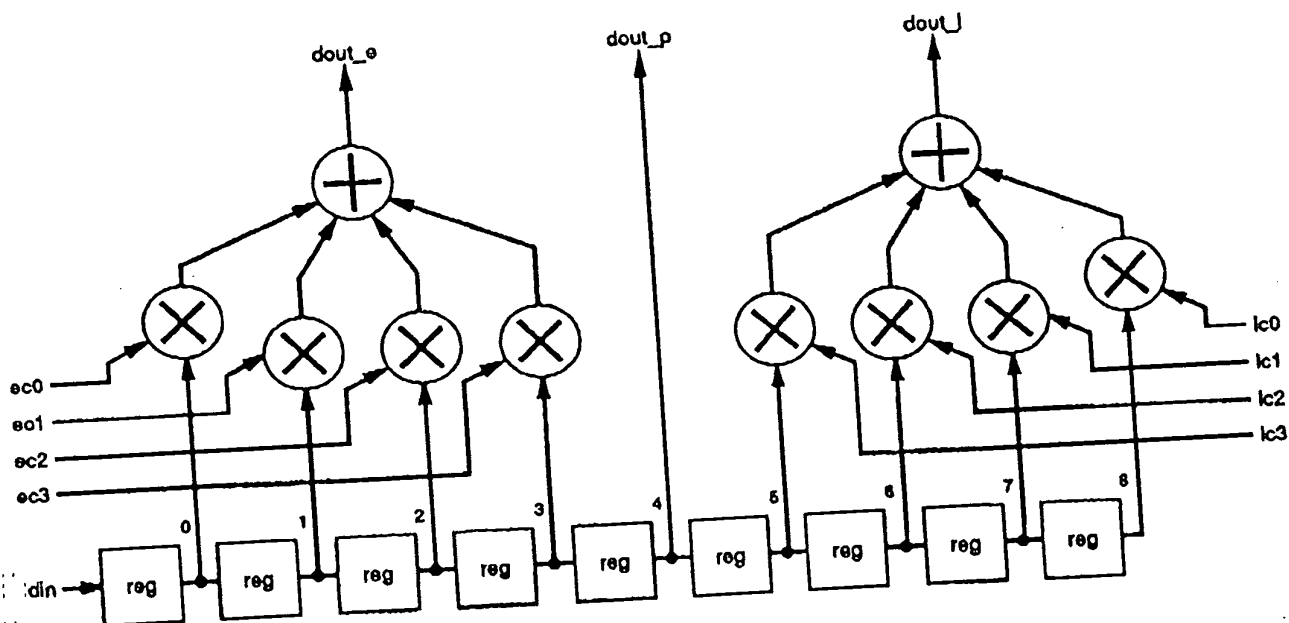 dout_e
dout_p
dout_l
ec0
ec1
ec2
ec3
lc0
lc1
lc2
lc3
0 1 2 3 4 5 6 7 8
din reg reg reg reg reg reg reg reg reg